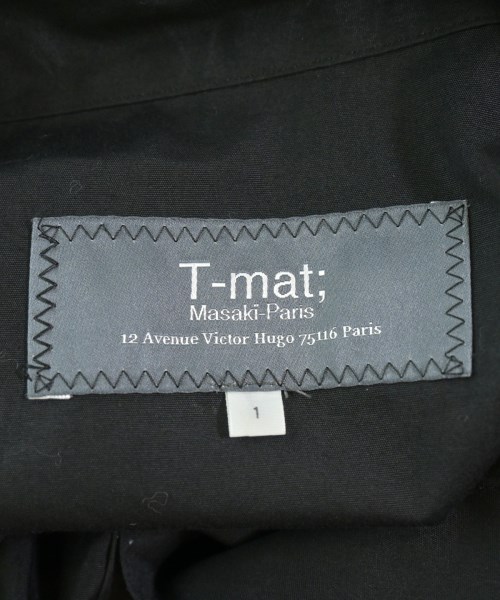 T-mat;
Masaki-Paris
12 Avenue Victor Hugo 75116 Paris
1